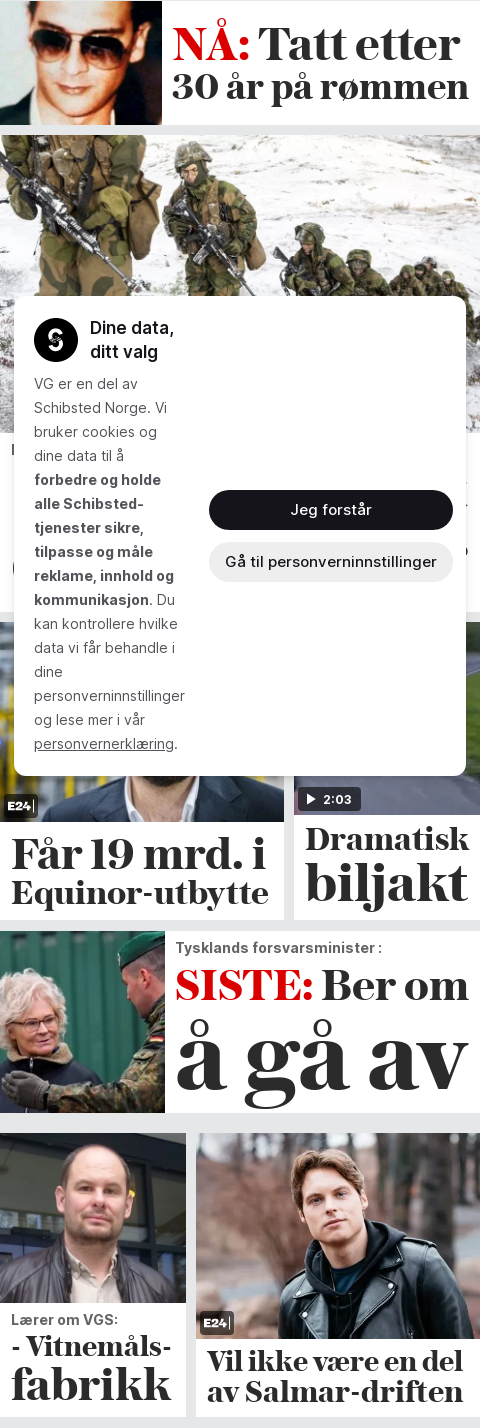 NÅ: Tatt etter
30 år på rømmen
Dine data,
ditt valg
VG er en del av
Schibsted Norge. Vi
bruker cookies og
dine data til å
forbedre og holde
alle Schibsted-
tjenester sikre,
tilpasse og måle
reklame, innhold og
kommunikasjon. Du
kan kontrollere hvilke
data vi får behandle i
dine
personverninnstillinger
og lese mer i vår
personvernerklæring.
Jeg forstår
Gå til personverninnstillinger
E24
Får 19 mrd. i
Equinor-utbytte
2:03
Dramatisk
biljakt
Tysklands forsvarsminister :
SISTE: Ber om
å gå av
Lærer om VGS:
- Vitnemåls-
fabrikk
E24
Vil ikke være en del
av Salmar-driften